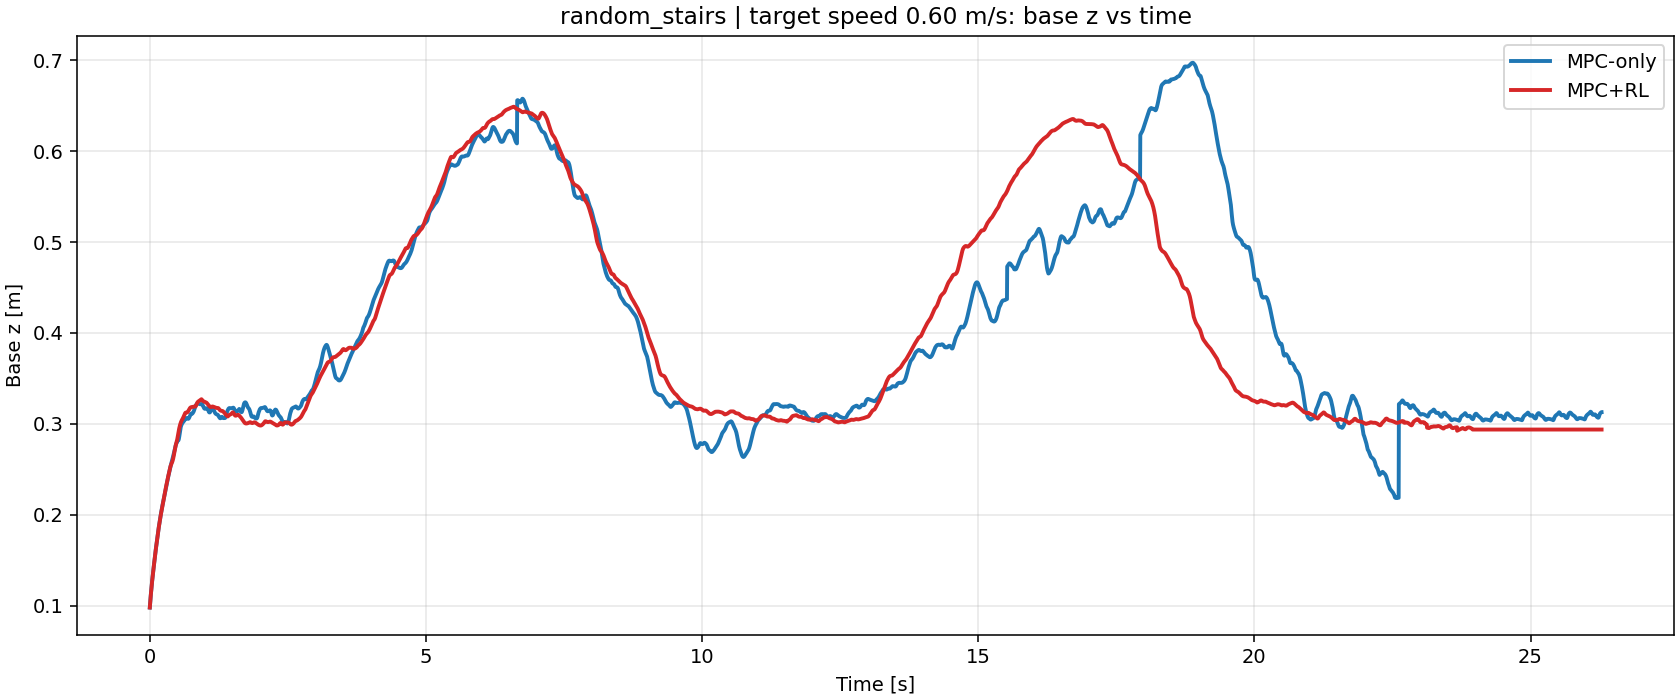 random_stairs | target speed 0.60 m/s: base z vs time
MPC-only
MPC+RL
Base z [m]
0.7
0.6
0.5
0.4
0.3
0.2
0.1
0
5
10
15
20
25
Time [s]